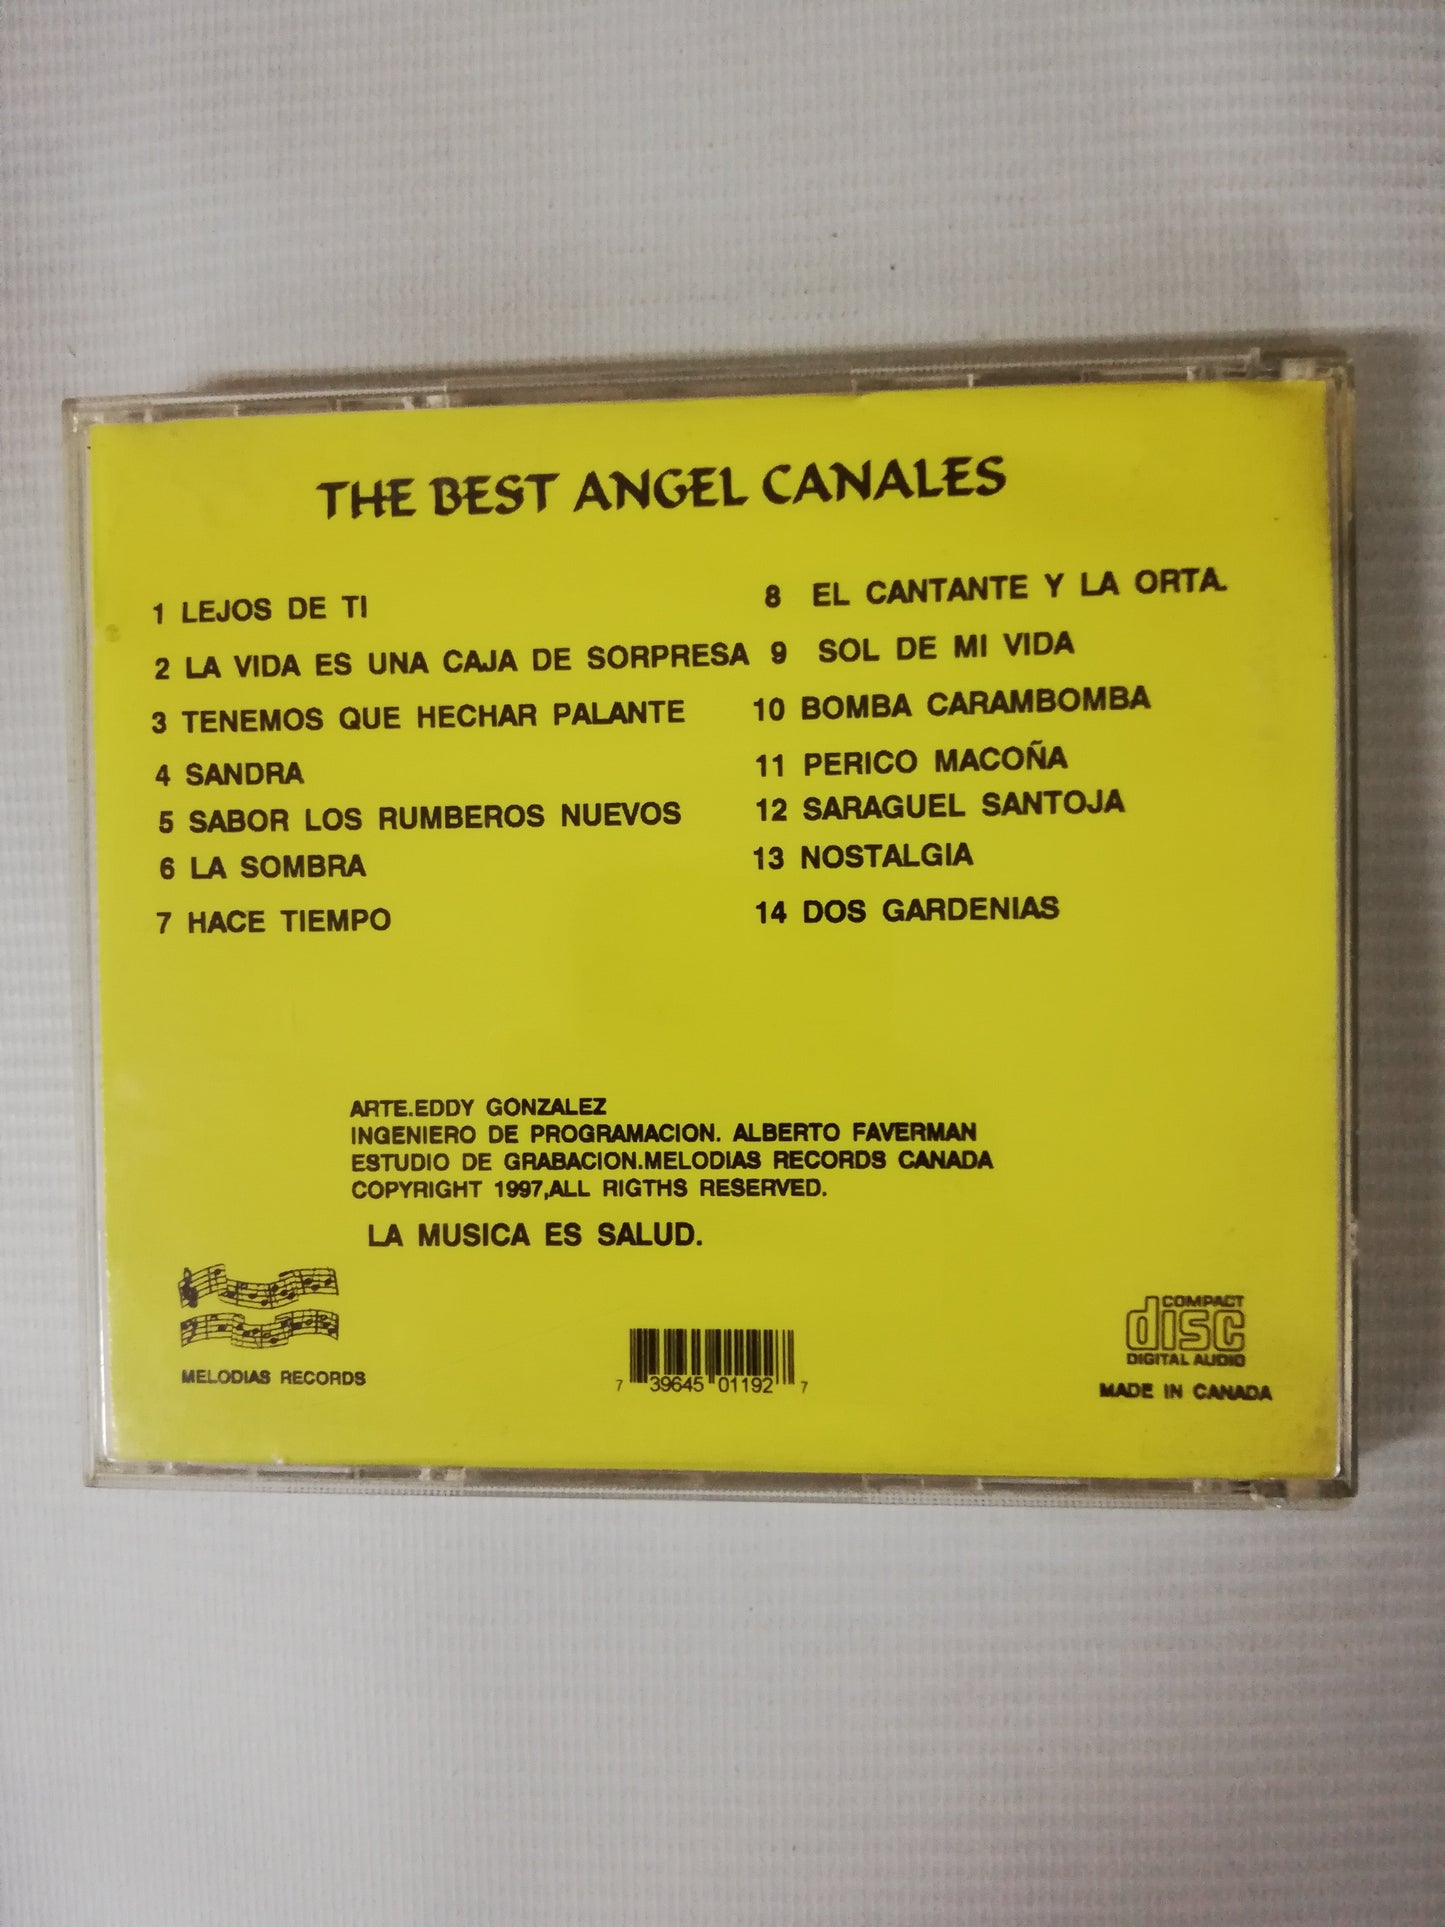 THE BEST ANGEL CANALES
1 LEJOS DE TI
2 LA VIDA ES UNA CAJA DE SORPRESA
3 TENEMOS QUE HECHAR PALANTE
4 SANDRA
5 SABOR LOS RUMBEROS NUEVOS
6 LA SOMBRA
7 HACE TIEMPO
8 EL CANTANTE Y LA ORTA.
9 SOL DE MI VIDA
10 BOMBA CARAMBOMBA
11 PERICO MACOÑA
12 SARAGUEL SANTOJA
13 NOSTALGIA
14 DOS GARDENIAS
ARTE.EDDY GONZALEZ
INGENIERO DE PROGRAMACION. ALBERTO FAVERMAN
ESTUDIO DE GRABACION.MELODIAS RECORDS CANADA
COPYRIGHT 1997,ALL RIGTHS RESERVED.
LA MUSICA ES SALUD.
MELODIAS RECORDS
7 39645 01192 7
COMPACT
disc
DIGITAL AUDIO
MADE IN CANADA